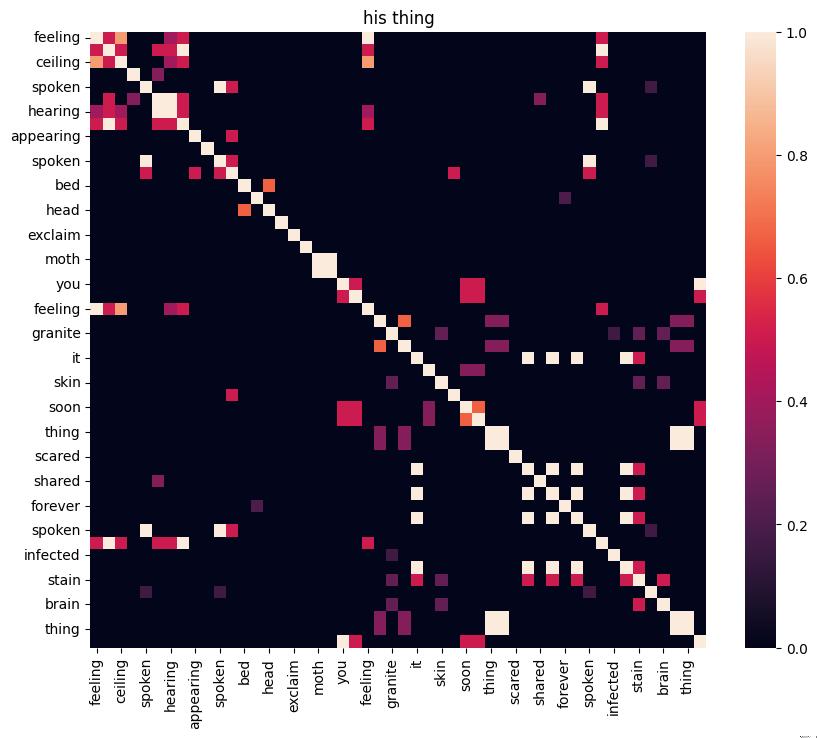 his thing
feeling
ceiling
spoken
hearing
appearing
spoken
bed
head
exclaim
moth
you
feeling
granite
it
skin
soon
thing
scared
shared
forever
spoken
infected
stain
brain
thing
feeling
ceiling
spoken
hearing
appearing
spoken
bed
head
exclaim
moth
you
feeling
granite
it
skin
soon
thing
scared
shared
forever
spoken
infected
stain
brain
thing
1.0
0.8
0.6
0.4
0.2
0.0